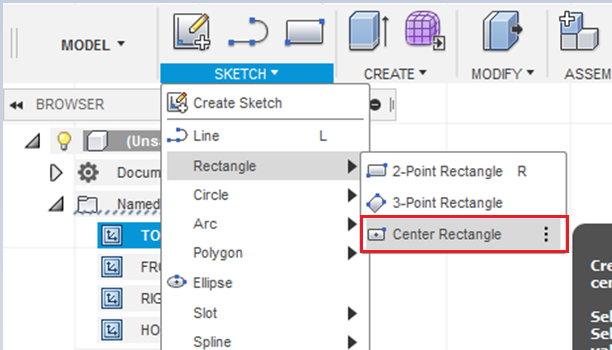 MODEL
SKETCH
CREATE
MODIFY
ASSEM
BROWSER
Create Sketch
(Uns
Line L
Docum
Rectangle
2-Point Rectangle R
Named
Circle
3-Point Rectangle
Arc
TO
Center Rectangle
Polygon
FRO
Cre
cen
Ellipse
RIG
Slot
Sel
HO
Sel
Spline